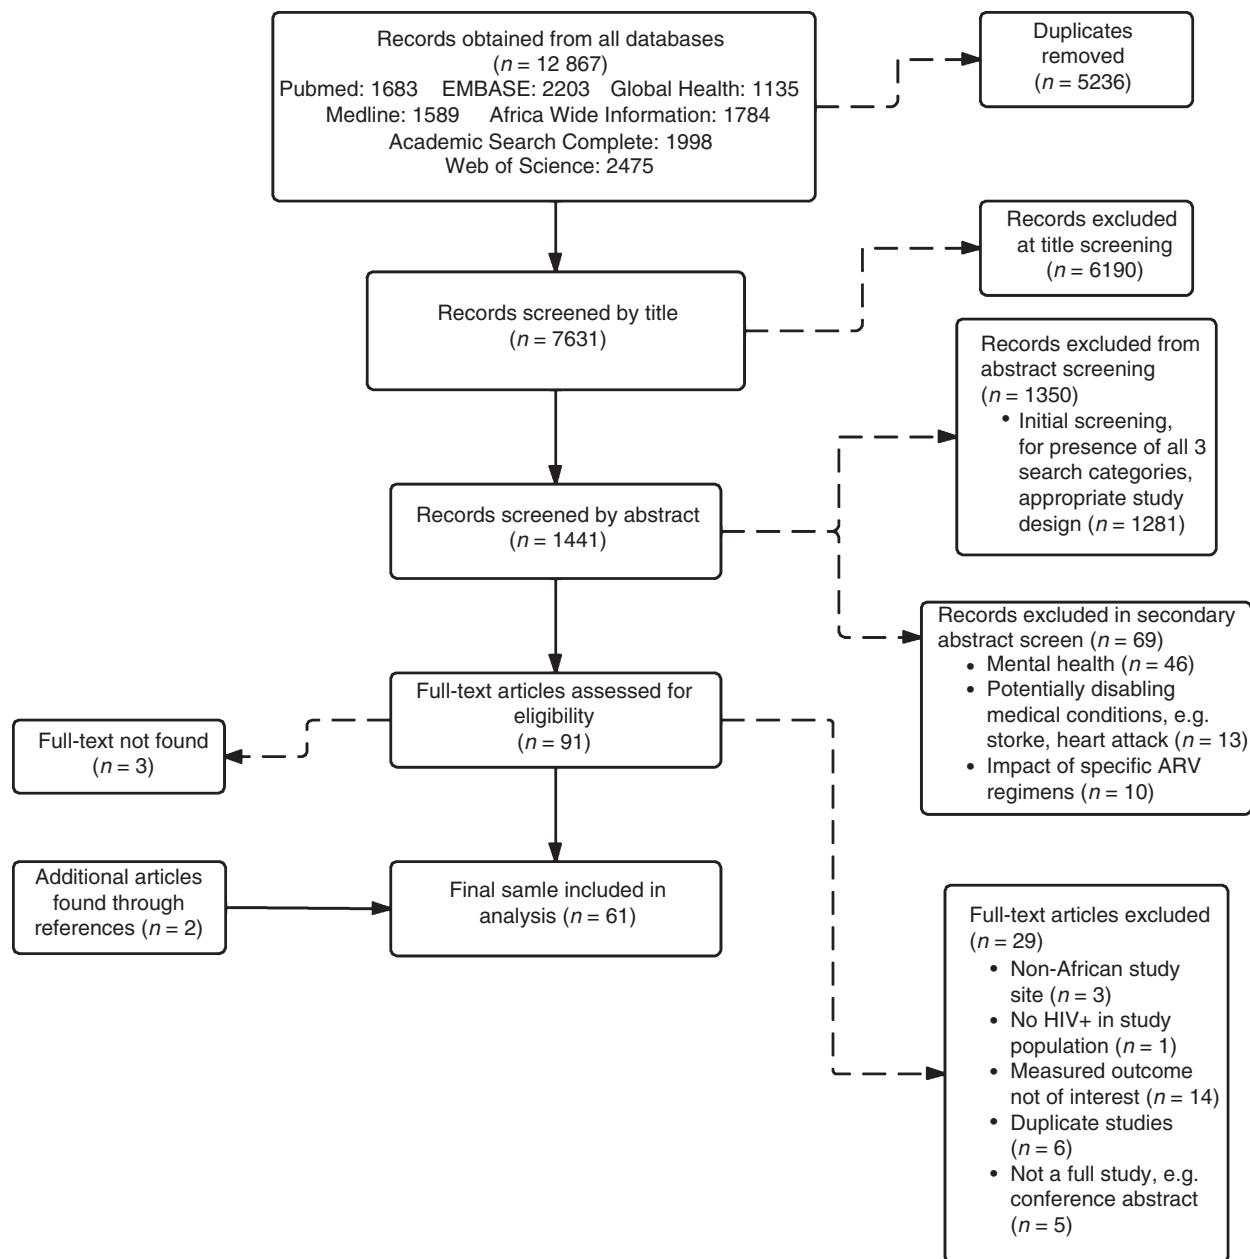 Records obtained from all databases
(n = 12 867)
Pubmed: 1683 EMBASE: 2203 Global Health: 1135
Medline: 1589 Africa Wide Information: 1784
Academic Search Complete: 1998
Web of Science: 2475
Duplicates
removed
(n = 5236)
Records excluded
at title screening
(n = 6190)
Records screened by title
(n = 7631)
Records excluded from
abstract screening
(n = 1350)
• Initial screening,
for presence of all 3
search categories,
appropriate study
design (n = 1281)
Records screened by abstract
(n = 1441)
Records excluded in secondary
abstract screen (n = 69)
• Mental health (n = 46)
• Potentially disabling
medical conditions, e.g.
storke, heart attack (n = 13)
• Impact of specific ARV
regimens (n = 10)
Full-text articles assessed for
eligibility
(n = 91)
Full-text not found
(n = 3)
Additional articles
found through
references (n = 2)
Final samle included in
analysis (n = 61)
Full-text articles excluded
(n = 29)
• Non-African study
site (n = 3)
• No HIV+ in study
population (n = 1)
• Measured outcome
not of interest (n = 14)
• Duplicate studies
(n = 6)
• Not a full study, e.g.
conference abstract
(n = 5)